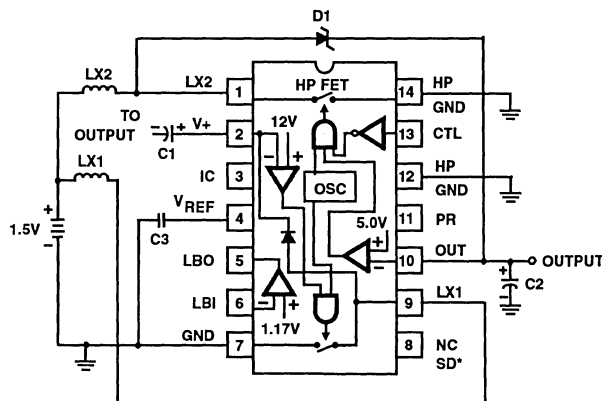 D1
LX2
LX2
1
HP FET
14
HP
GND
TO
OUTPUT
C1
V+
2
12V
13
CTL
LX1
IC
3
OSC
12
HP
GND
1.5V
C3
VREF
4
5.0V
11
PR
LBO
5
10
OUT
OUTPUT
C2
LBI
6
1.17V
9
LX1
GND
7
8
NC
SD*